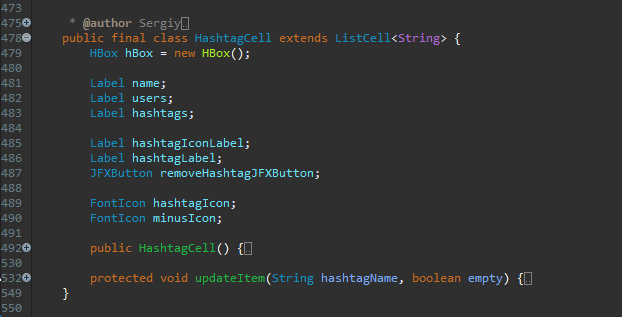 473
475 * @author Sergiy
478 public final class HashtagCell extends ListCell<String> {
479 HBox hBox = new HBox();
480
481 Label name;
482 Label users;
483 Label hashtags;
484
485 Label hashtagIconLabel;
486 Label hashtagLabel;
487 JFXButton removeHashtagJFXButton;
488
489 FontIcon hashtagIcon;
490 FontIcon minusIcon;
491
492 public HashtagCell() {
530
532 protected void updateItem(String hashtagName, boolean empty) {
549 }
550